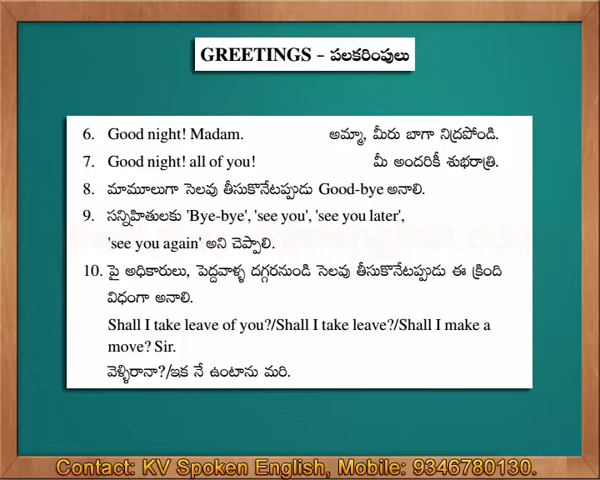 GREETINGS - పలకరింపులు
6. Good night! Madam. అమ్మా, మీరు బాగా నిద్రపోండి.
7. Good night! all of you! మీ అందరికీ శుభరాత్రి.
8. మామూలుగా సెలవు తీసుకొనేటప్పుడు Good-bye అనాలి.
9. సన్నిహితులకు 'Bye-bye', 'see you', 'see you later',
'see you again' అని చెప్పాలి.
10. పై అధికారులు, పెద్దవాళ్ళ దగ్గరనుండి సెలవు తీసుకొనేటప్పుడు ఈ క్రింది
విధంగా అనాలి.
Shall I take leave of you?/Shall I take leave?/Shall I make a
move? Sir.
వెళ్ళిరానా?/ఇక నే ఉంటాను మరి.
Contact: KV Spoken English, Mobile: 9346780130.